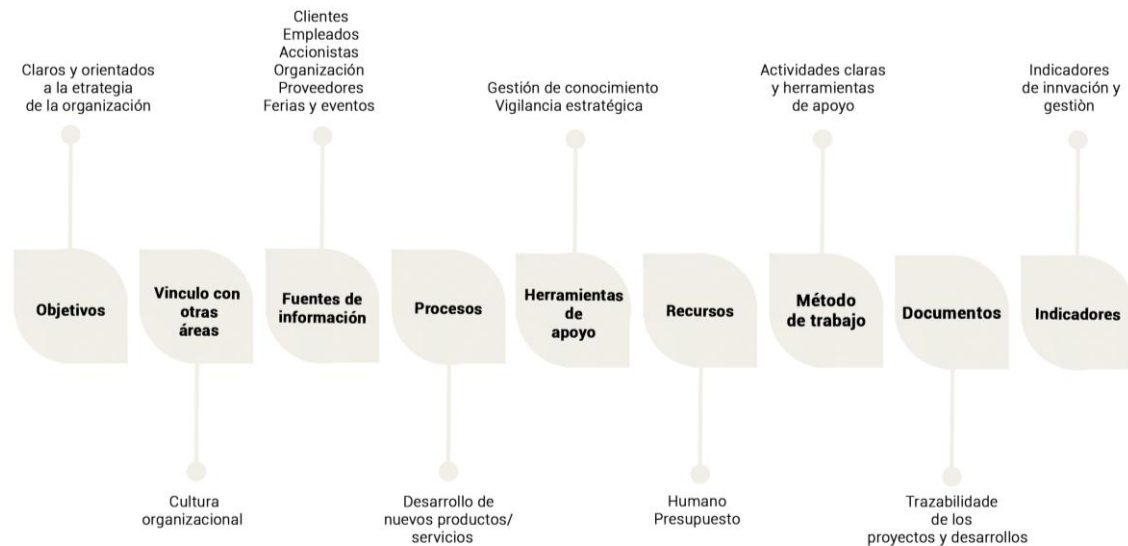 Clientes
Empleados
Accionistas
Organización
Proveedores
Ferias y eventos
Claros y orientados
a la etrategia
de la organización
Gestión de conocimiento
Vigilancia estratégica
Actividades claras
y herramientas
de apoyo
Indicadores
de innvación y
gestiòn
Objetivos
Vinculo con
otras
áreas
Fuentes de
información
Procesos
Herramientas
de
apoyo
Recursos
Método
de trabajo
Documentos
Indicadores
Cultura
organizacional
Desarrollo de
nuevos productos/
servicios
Humano
Presupuesto
Trazabilidade
de los
proyectos y desarrollos